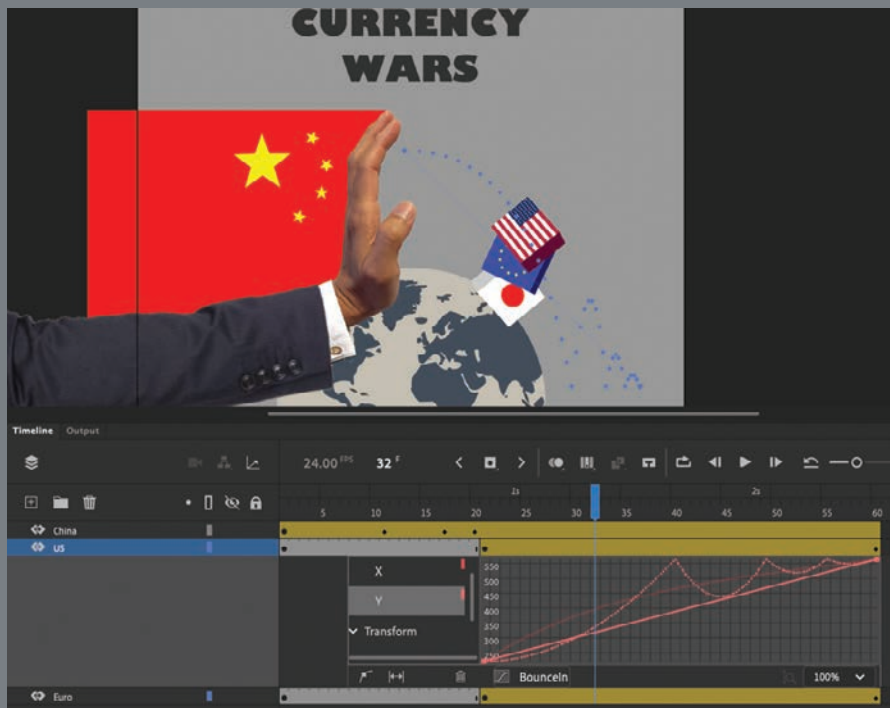 CURRENCY
WARS
Timeline Output
24.00 FPS 32 F
1s 2s
5 10 15 20 25 30 35 40 45 50 55 60
China
US
X
Y
Transform
550
500
450
400
350
300
250
BounceIn 100%
Euro